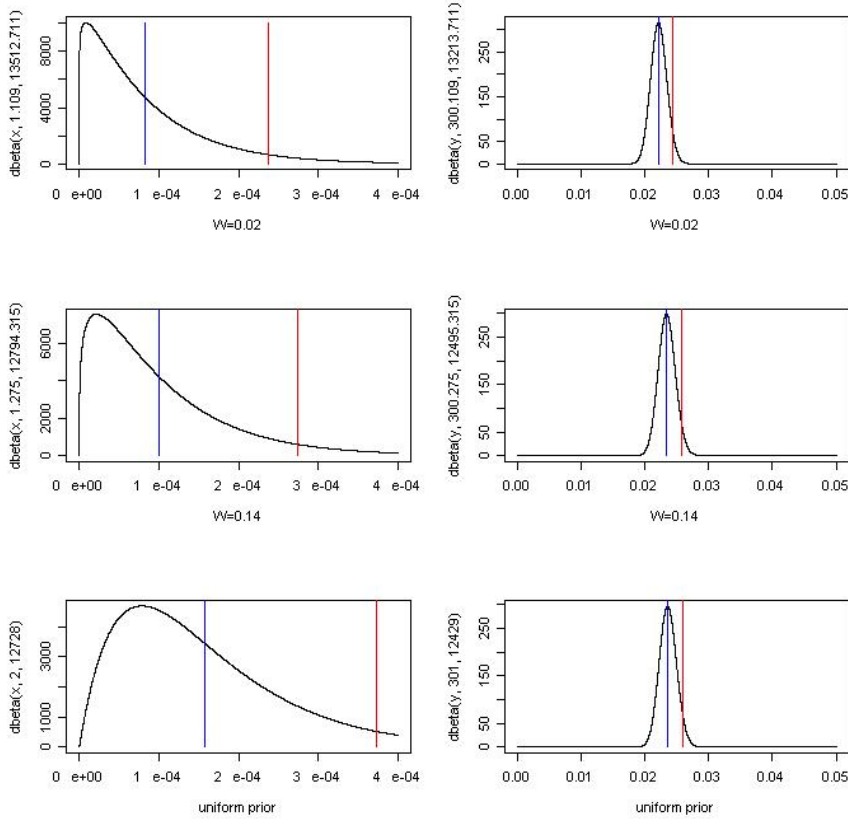 dbeta(x, 1.109, 13512.711)
0 4000 8000
0 e+00 1 e-04 2 e-04 3 e-04 4 e-04
W=0.02
dbeta(y, 300.109, 13213.711)
0 50 150 250
0.00 0.01 0.02 0.03 0.04 0.05
W=0.02
dbeta(x, 1.275, 12794.315)
0 2000 6000
0 e+00 1 e-04 2 e-04 3 e-04 4 e-04
W=0.14
dbeta(y, 300.275, 12495.315)
0 50 150 250
0.00 0.01 0.02 0.03 0.04 0.05
W=0.14
dbeta(x, 2, 12728)
0 1000 3000
0 e+00 1 e-04 2 e-04 3 e-04 4 e-04
uniform prior
dbeta(y, 301, 12429)
0 50 150 250
0.00 0.01 0.02 0.03 0.04 0.05
uniform prior